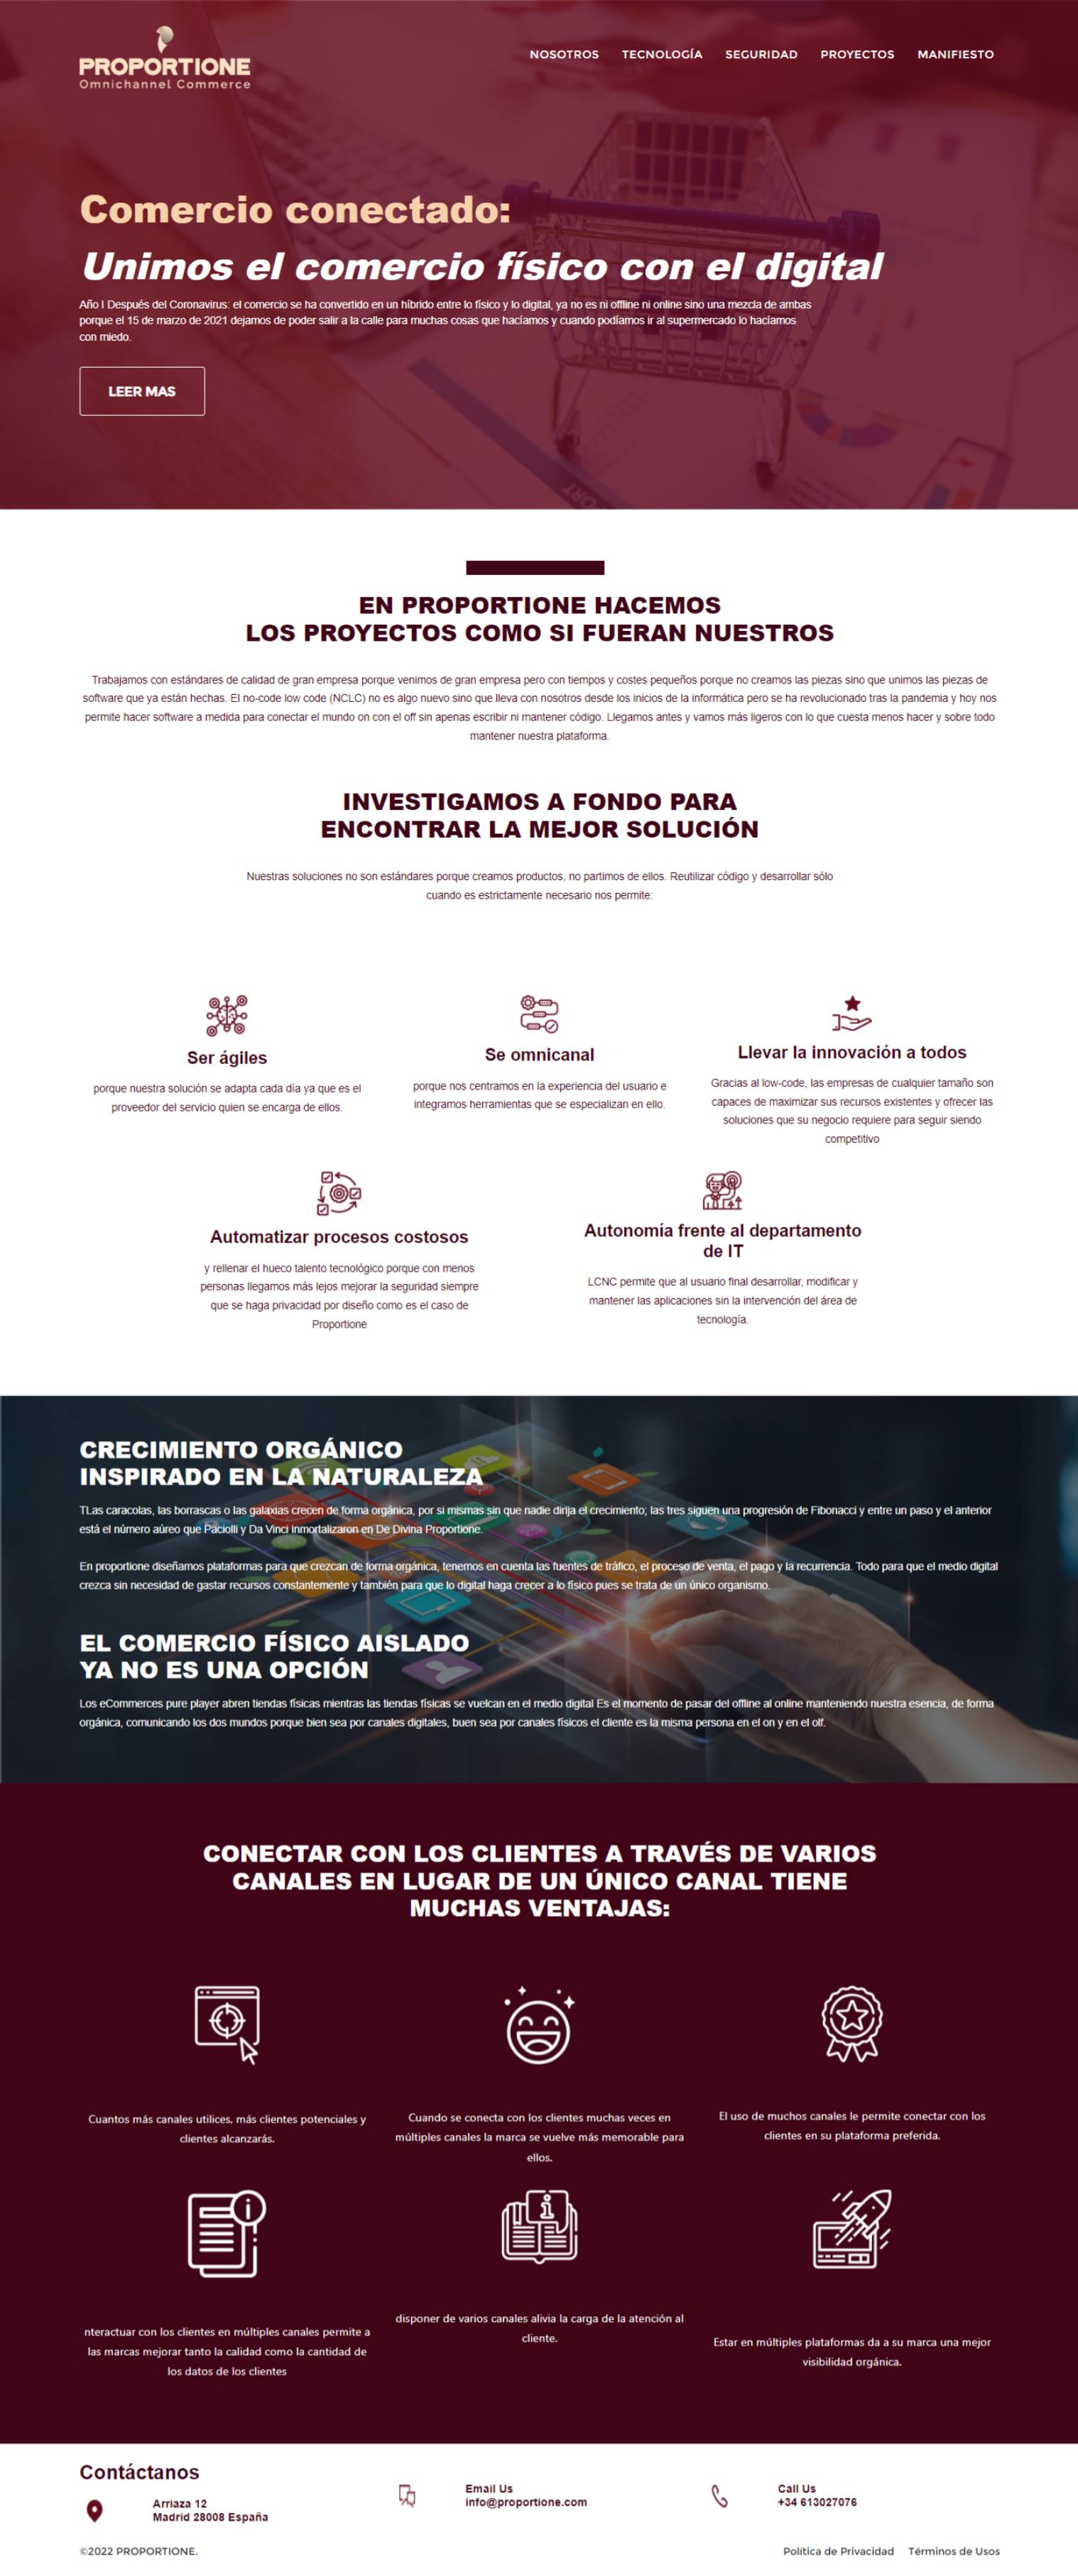 PROPORTIONE
Omnichannel Commerce
NOSOTROS TECNOLOGÍA SEGURIDAD PROYECTOS MANIFIESTO
Comercio conectado:
Unimos el comercio físico con el digital
Año I Después del Coronavirus: el comercio se ha convertido en un híbrido entre lo físico y lo digital, ya no es ni offline ni online sino una mezcla de ambas
porque el 15 de marzo de 2021 dejamos de poder salir a la calle para muchas cosas que hacíamos y cuando podíamos ir al supermercado lo hacíamos
con miedo.
LEER MAS
EN PROPORTIONE HACEMOS
LOS PROYECTOS COMO SI FUERAN NUESTROS
Trabajamos con estándares de calidad de gran empresa porque venimos de gran empresa pero con tiempos y costes pequeños porque no creamos las piezas sino que unimos las piezas de
software que ya están hechas. El no-code low code (NCLC) no es algo nuevo sino que lleva con nosotros desde los inicios de la informática pero se ha revolucionado tras la pandemia y hoy nos
permite hacer software a medida para conectar el mundo on con el off sin apenas escribir ni mantener código. Llegamos antes y vamos más ligeros con lo que cuesta menos hacer y sobre todo
mantener nuestra plataforma.
INVESTIGAMOS A FONDO PARA
ENCONTRAR LA MEJOR SOLUCIÓN
Nuestras soluciones no son estándares porque creamos productos, no partimos de ellos. Reutilizar código y desarrollar sólo
cuando es estrictamente necesario nos permite:
Ser ágiles
porque nuestra solución se adapta cada día ya que es el
proveedor del servicio quien se encarga de ellos.
Se omnicanal
porque nos centramos en la experiencia del usuario e
integramos herramientas que se especializan en ello.
Llevar la innovación a todos
Gracias al low-code, las empresas de cualquier tamaño son
capaces de maximizar sus recursos existentes y ofrecer las
soluciones que su negocio requiere para seguir siendo
competitivo
Automatizar procesos costosos
y rellenar el hueco talento tecnológico porque con menos
personas llegamos más lejos mejorar la seguridad siempre
que se haga privacidad por diseño como es el caso de
Proportione
Autonomía frente al departamento
de IT
LCNC permite que al usuario final desarrollar, modificar y
mantener las aplicaciones sin la intervención del área de
tecnología.
CRECIMIENTO ORGÁNICO
INSPIRADO EN LA NATURALEZA
TLas caracolas, las borrascas o las galaxias crecen de forma orgánica, por si mismas sin que nadie dirija el crecimiento; las tres siguen una progresión de Fibonacci y entre un paso y el anterior
está el número aúreo que Paciolli y Da Vinci inmortalizaron en De Divina Proportione.
En proportione diseñamos plataformas para que crezcan de forma orgánica, tenemos en cuenta las fuentes de tráfico, el proceso de venta, el pago y la recurrencia. Todo para que el medio digital
crezca sin necesidad de gastar recursos constantemente y también para que lo digital haga crecer a lo físico pues se trata de un único organismo.
EL COMERCIO FÍSICO AISLADO
YA NO ES UNA OPCIÓN
Los eCommerces pure player abren tiendas físicas mientras las tiendas físicas se vuelcan en el medio digital Es el momento de pasar del offline al online manteniendo nuestra esencia, de forma
orgánica, comunicando los dos mundos porque bien sea por canales digitales, buen sea por canales físicos el cliente es la misma persona en el on y en el olf.
CONECTAR CON LOS CLIENTES A TRAVÉS DE VARIOS
CANALES EN LUGAR DE UN ÚNICO CANAL TIENE
MUCHAS VENTAJAS:
Cuantos más canales utilices, más clientes potenciales y
clientes alcanzarás.
Cuando se conecta con los clientes muchas veces en
múltiples canales la marca se vuelve más memorable para
ellos.
El uso de muchos canales le permite conectar con los
clientes en su plataforma preferida.
nteractuar con los clientes en múltiples canales permite a
las marcas mejorar tanto la calidad como la cantidad de
los datos de los clientes
disponer de varios canales alivia la carga de la atención al
cliente.
Estar en múltiples plataformas da a su marca una mejor
visibilidad orgánica.
Contáctanos
Arriaza 12
Madrid 28008 España
Email Us
info@proportione.com
Call Us
+34 613027076
©2022 PROPORTIONE.
Política de Privacidad Términos de Usos